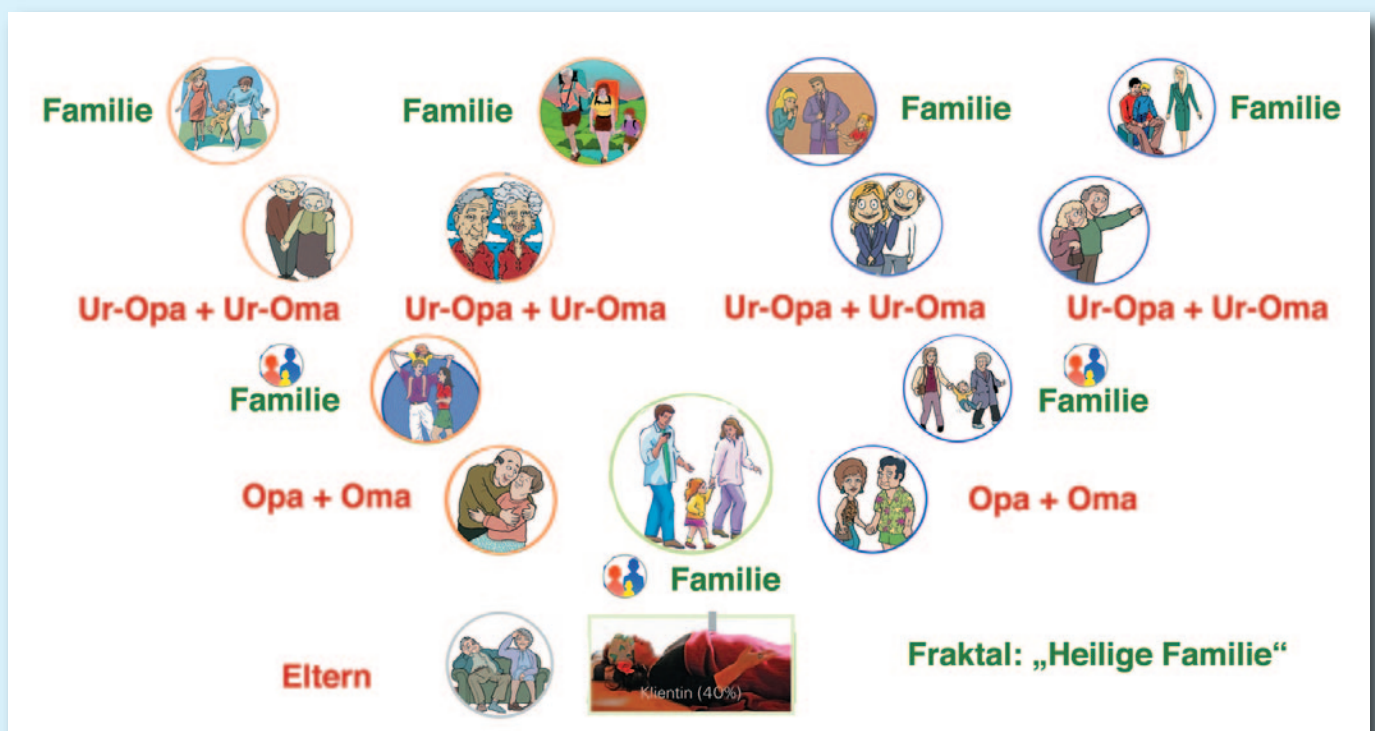 Familie
Familie
Familie
Familie
Ur-Opa + Ur-Oma
Ur-Opa + Ur-Oma
Ur-Opa + Ur-Oma
Ur-Opa + Ur-Oma
Familie
Familie
Opa + Oma
Opa + Oma
Familie
Eltern
Klientin (40%)
Fraktal: „Heilige Familie“